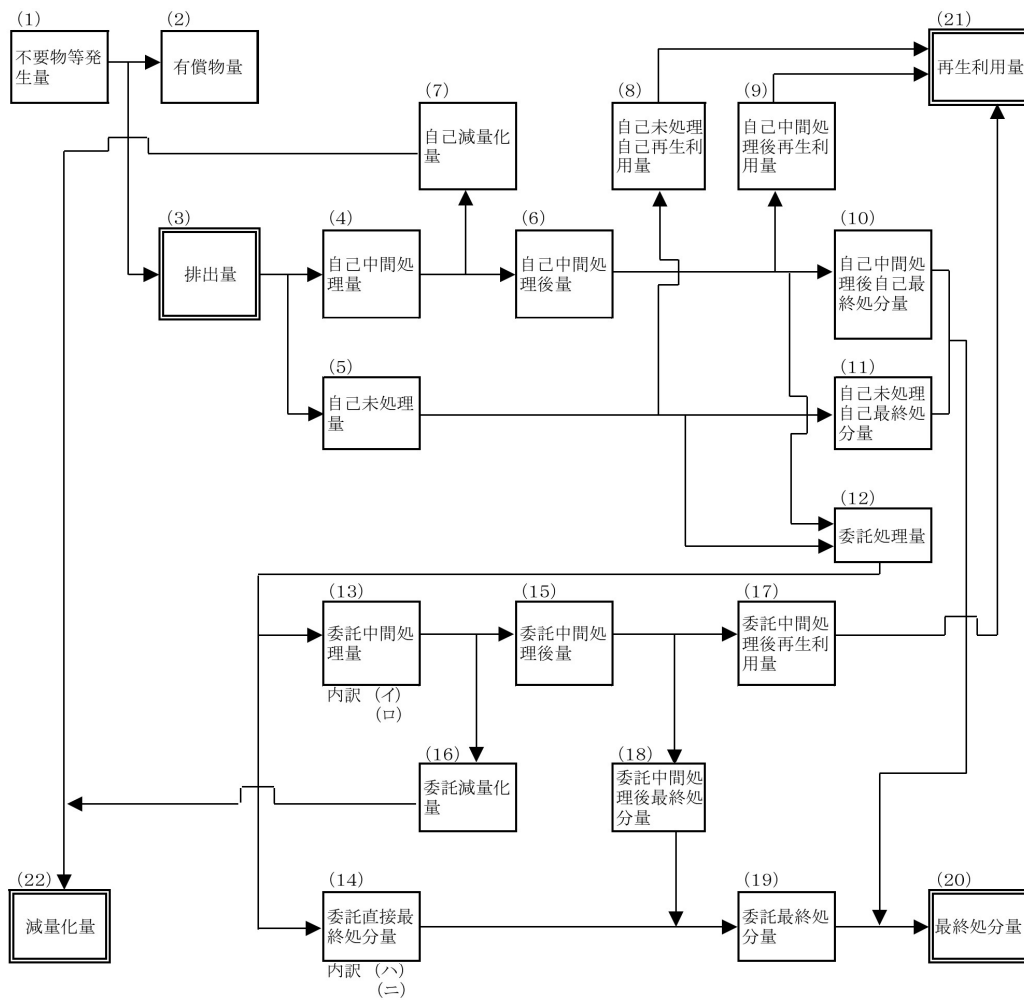 (1)
不要物等発
生量
(2)
有償物量
(21)
再生利用量
(7)
自己減量化
量
(8)
自己未処理
自己再生利
用量
(9)
自己中間処
理後再生利
用量
(3)
排出量
(4)
自己中間処
理量
(6)
自己中間処
理後量
(10)
自己中間処
理後自己最
終処分量
(5)
自己未処理
量
(11)
自己未処理
自己最終処
分量
(12)
委託処理量
(13)
委託中間処
理量
内訳 (イ)
(ロ)
(15)
委託中間処
理後量
(17)
委託中間処
理後再生利
用量
(16)
委託減量化
量
(18)
委託中間処
理後最終処
分量
(22)
減量化量
(14)
委託直接最
終処分量
内訳 (ハ)
(ニ)
(19)
委託最終処
分量
(20)
最終処分量